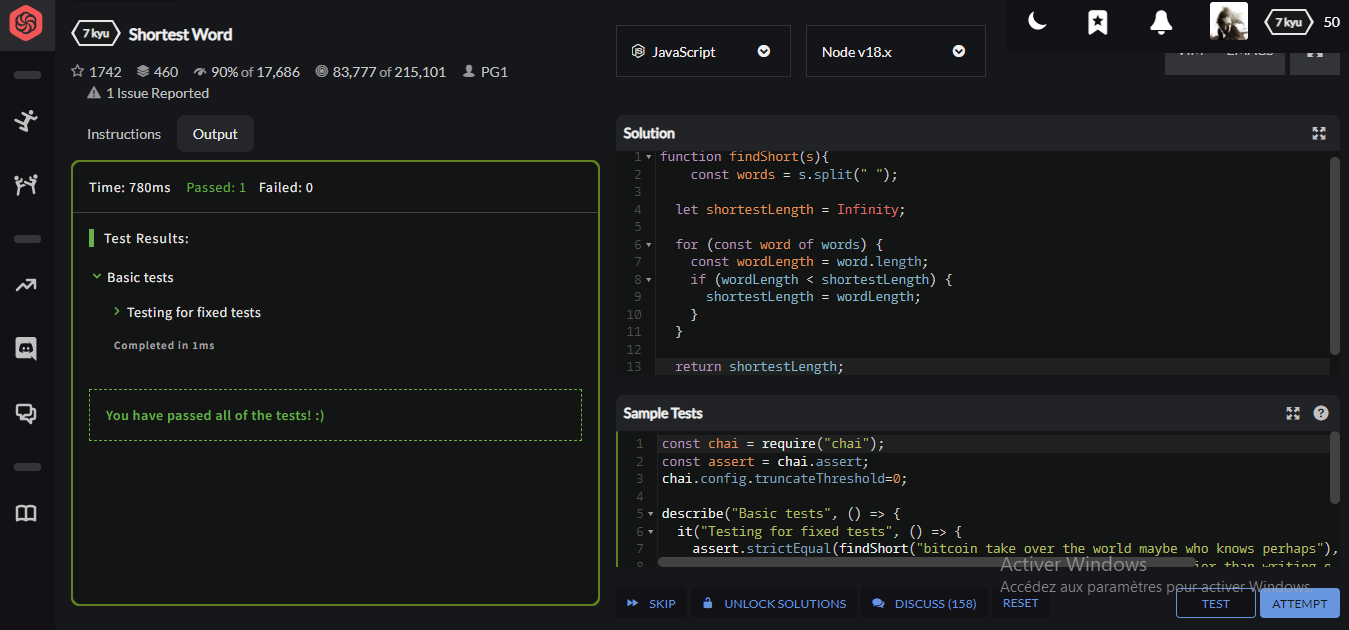 7 kyu Shortest Word
1742 460 90% of 17,686 83,777 of 215,101 PG1
1 Issue Reported
Instructions Output
Time: 780ms Passed: 1 Failed: 0
Test Results:
Basic tests
Testing for fixed tests
Completed in 1ms
You have passed all of the tests! :)
JavaScript
Node v18.x
7 kyu 50
VIM EMACS
Solution
1 function findShort(s){
2 const words = s.split(" ");
3
4 let shortestLength = Infinity;
5
6 for (const word of words) {
7 const wordLength = word.length;
8 if (wordLength < shortestLength) {
9 shortestLength = wordLength;
10 }
11 }
12
13 return shortestLength;
Sample Tests
1 const chai = require("chai");
2 const assert = chai.assert;
3 chai.config.truncateThreshold=0;
4
5 describe("Basic tests", () => {
6 it("Testing for fixed tests", () => {
7 assert.strictEqual(findShort("bitcoin take over the world maybe who knows perhaps"),
8 than writing
Activer Windows
Accédez aux paramètres pour activer Windows.
SKIP UNLOCK SOLUTIONS DISCUSS (158) RESET TEST ATTEMPT